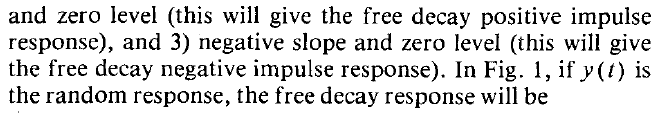 and zero level (this will give the free decay positive impulse
response), and 3) negative slope and zero level (this will give
the free decay negative impulse response). In Fig. 1, if y(t) is
the random response, the free decay response will be